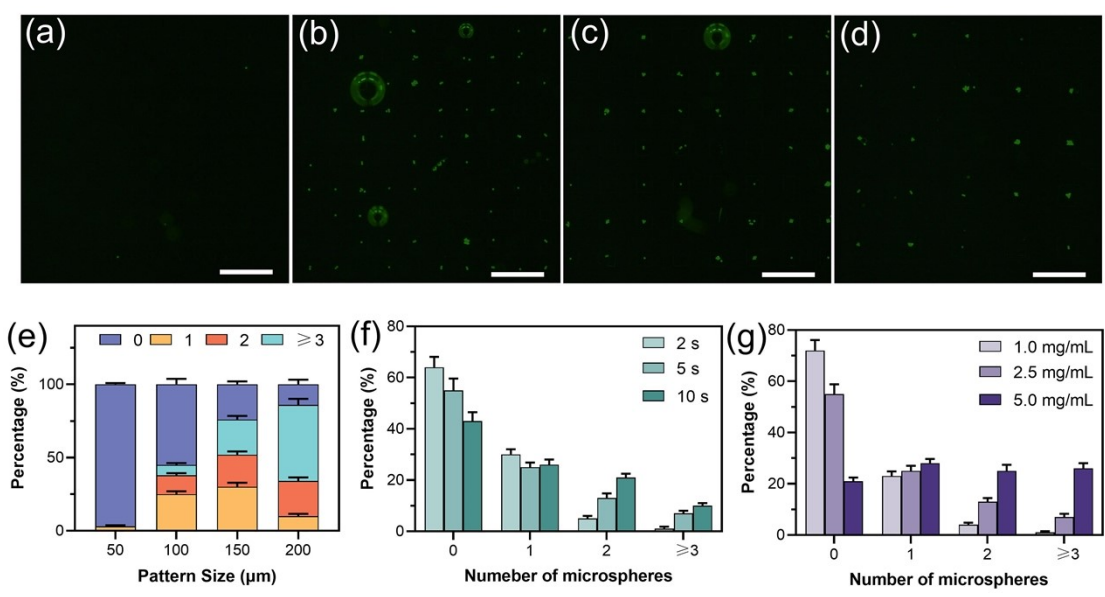 (a) (b) (c) (d)
(e) (f) (g)
0 1 2 ≥3
Percentage (%)
100
50
0
50 100 150 200
Pattern Size (μm)
2 s
5 s
10 s
Percentage (%)
80
60
40
20
0
0 1 2 ≥3
Numeber of microspheres
1.0 mg/mL
2.5 mg/mL
5.0 mg/mL
Percentage (%)
80
60
40
20
0
0 1 2 ≥3
Number of microspheres